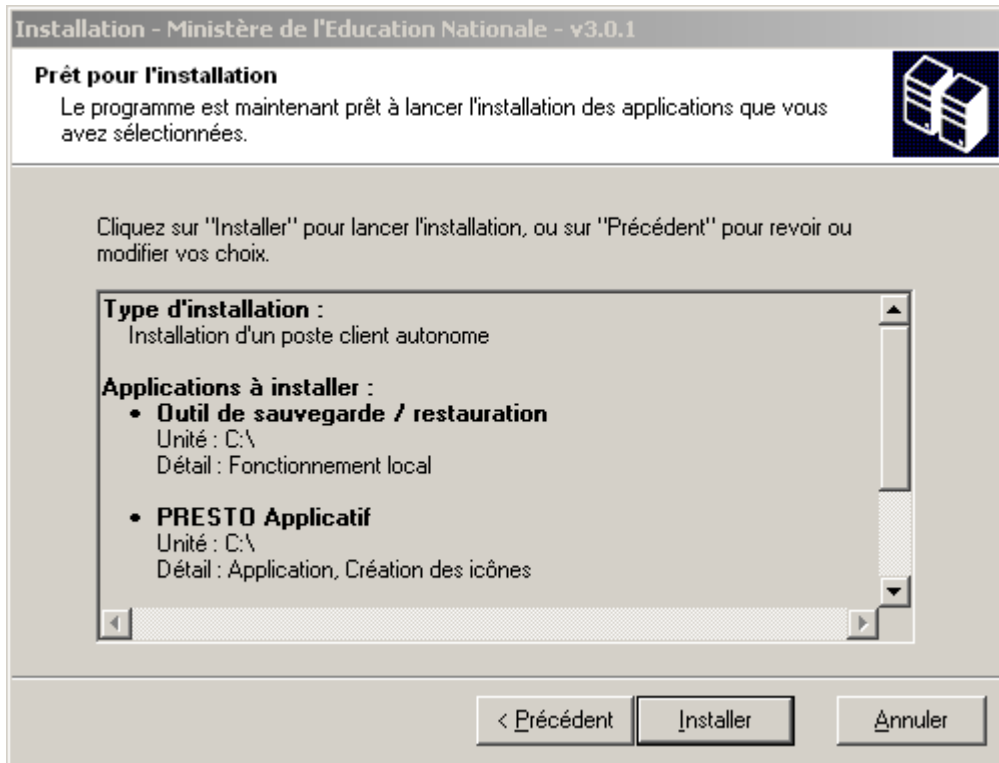 Installation - Ministère de l'Education Nationale - v3.0.1
Prêt pour l'installation
Le programme est maintenant prêt à lancer l'installation des applications que vous
avez sélectionnées.
Cliquez sur "Installer" pour lancer l'installation, ou sur "Précédent" pour revoir ou
modifier vos choix.
Type d'installation :
Installation d'un poste client autonome
Applications à installer :
• Outil de sauvegarde / restauration
Unité : C:\
Détail : Fonctionnement local
• PRESTO Applicatif
Unité : C:\
Détail : Application, Création des icônes
< Précédent
Installer
Annuler